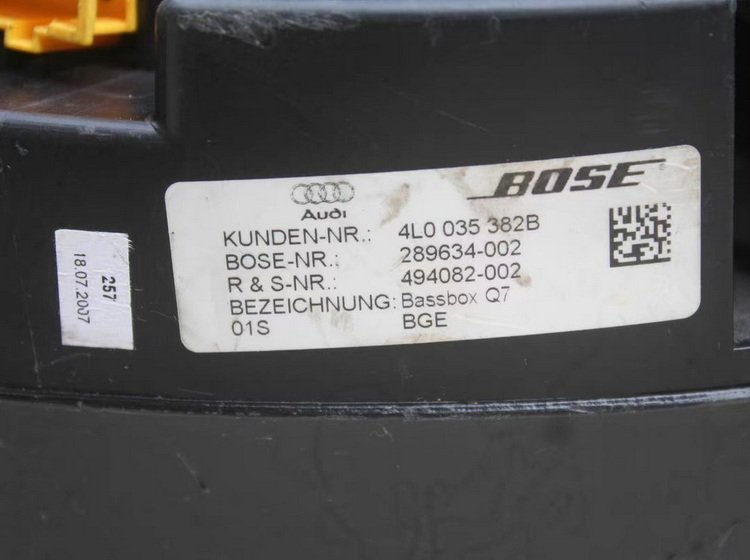 Audi
BOSE
KUNDEN-NR.: 4L0 035 382B
BOSE-NR.: 289634-002
R & S-NR.: 494082-002
BEZEICHNUNG: Bassbox Q7
01S BGE
257
18.07.2007